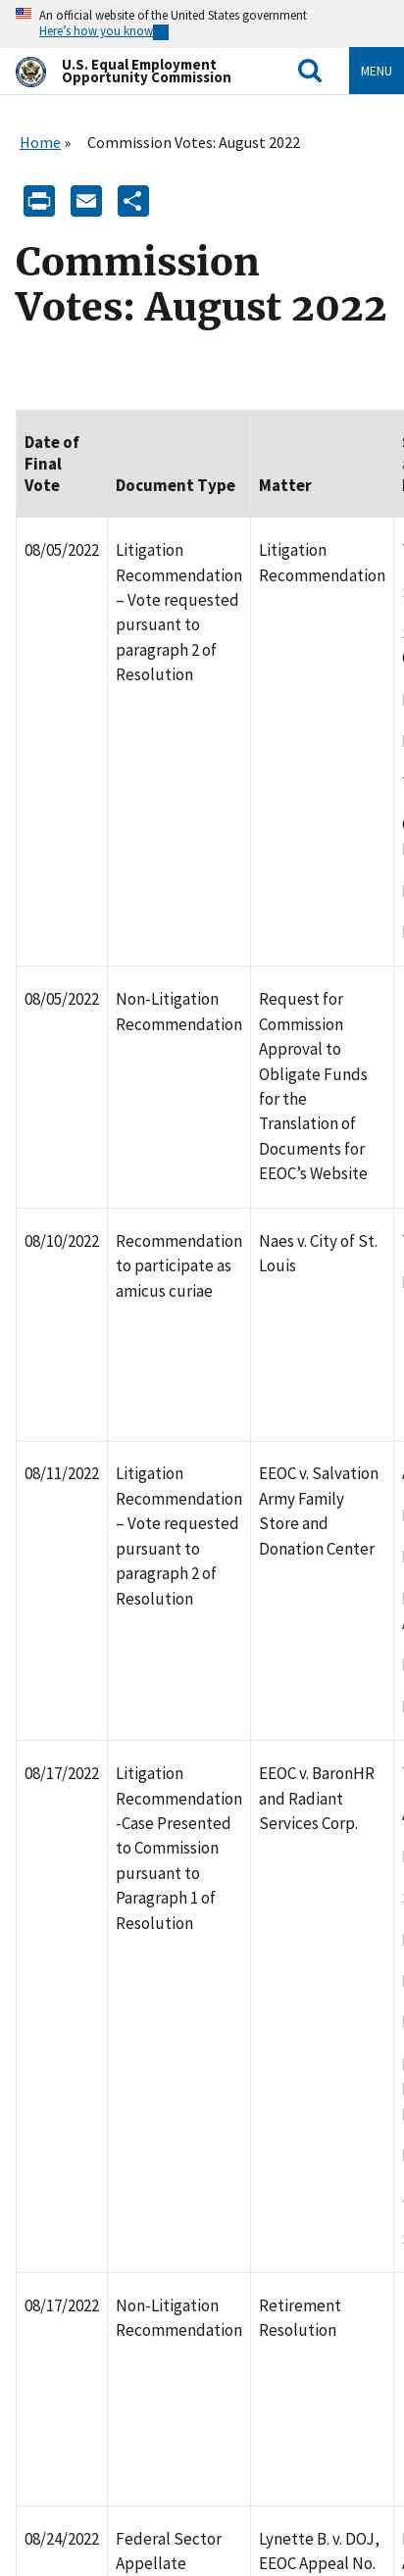 An official website of the United States government
Here's how you know
U.S. Equal Employment
Opportunity Commission
MENU
Home » Commission Votes: August 2022
Commission
Votes: August 2022
Date of
Final
Vote
Document Type
Matter
08/05/2022
Litigation
Recommendation
– Vote requested
pursuant to
paragraph 2 of
Resolution
Litigation
Recommendation
08/05/2022
Non-Litigation
Recommendation
Request for
Commission
Approval to
Obligate Funds
for the
Translation of
Documents for
EEOC’s Website
08/10/2022
Recommendation
to participate as
amicus curiae
Naes v. City of St.
Louis
08/11/2022
Litigation
Recommendation
– Vote requested
pursuant to
paragraph 2 of
Resolution
EEOC v. Salvation
Army Family
Store and
Donation Center
08/17/2022
Litigation
Recommendation
-Case Presented
to Commission
pursuant to
Paragraph 1 of
Resolution
EEOC v. BaronHR
and Radiant
Services Corp.
08/17/2022
Non-Litigation
Recommendation
Retirement
Resolution
08/24/2022
Federal Sector
Appellate
Lynette B. v. DOJ,
EEOC Appeal No.